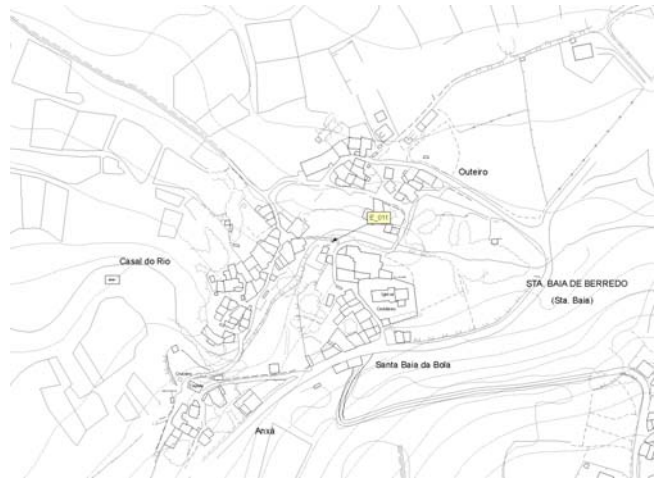 Outeiro
E_011
Casal do Rio
STA. BAIA DE BERREDO
(Sta. Baia)
Santa Baia da Bola
Anxá